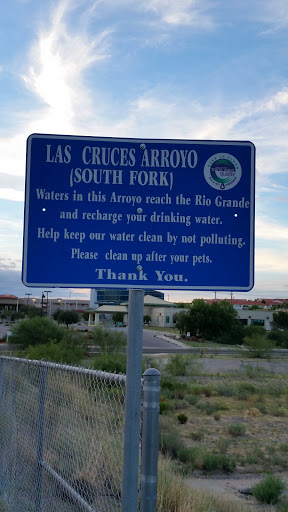 LAS CRUCES ARROYO
(SOUTH FORK)
Waters in this Arroyo reach the Rio Grande
and recharge your drinking water.
Help keep our water clean by not polluting.
Please clean up after your pets.
Thank You.